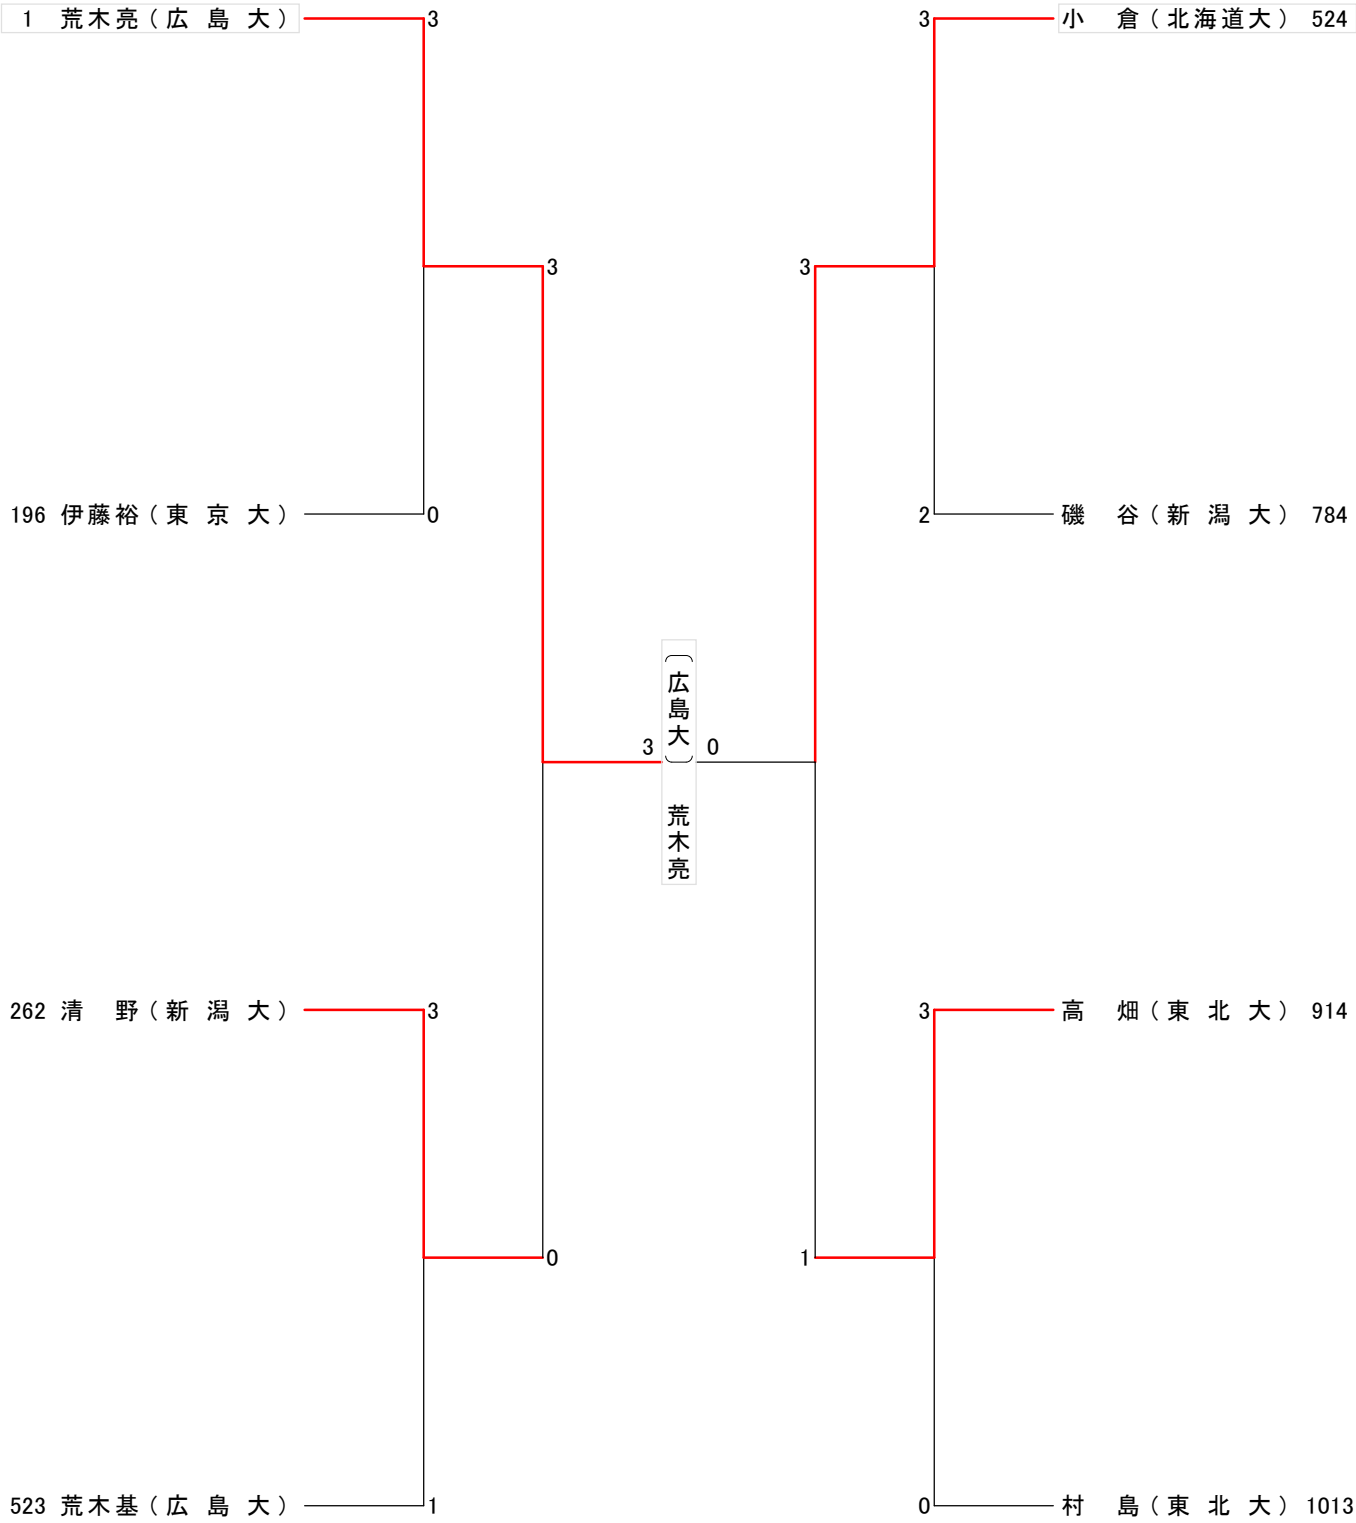 1 荒木亮（広 島 大） 3
3 小　倉（北海道大） 524
3
3
196 伊藤裕（東 京 大） 0
2 磯　谷（新 潟 大） 784
3
（広島大）　荒木亮
0
262 清　野（新 潟 大） 3
3 高　畑（東 北 大） 914
0
1
523 荒木基（広 島 大） 1
0 村　島（東 北 大） 1013